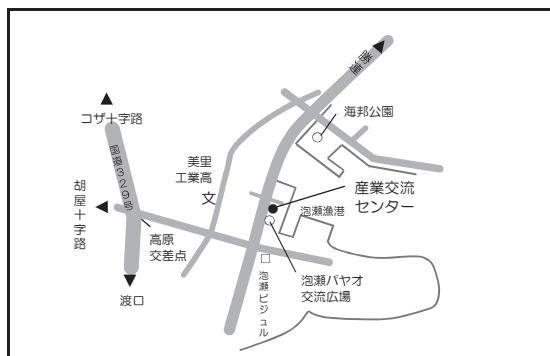 勝連
海邦公園
コザ十字路
国道329号
美里
工業高
文
胡屋十字路
産業交流
センター
泡瀬漁港
高原
交差点
泡瀬パヤオ
交流広場
泡瀬ビジュル
渡口